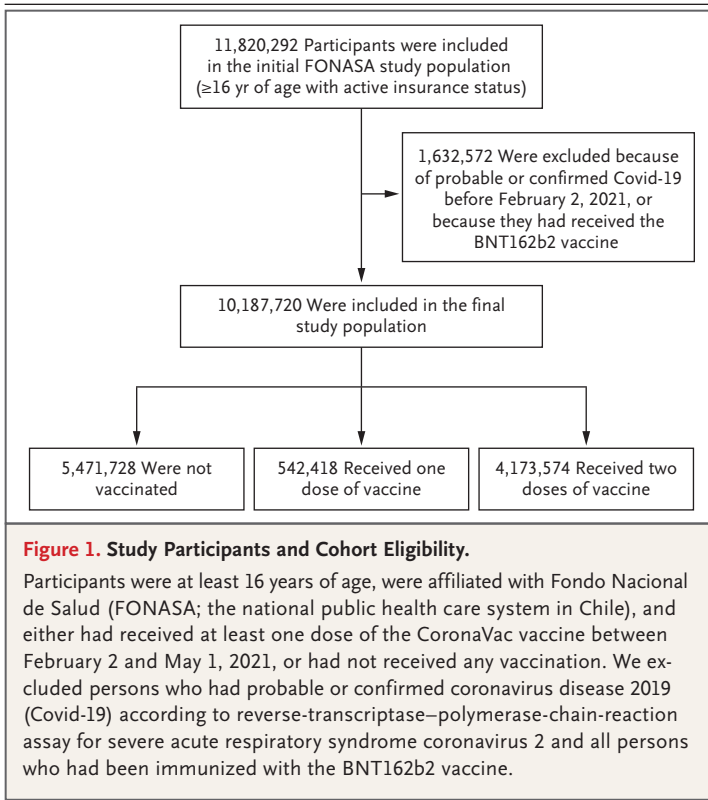 11,820,292 Participants were included
in the initial FONASA study population
(≥16 yr of age with active insurance status)
1,632,572 Were excluded because
of probable or confirmed Covid-19
before February 2, 2021, or
because they had received the
BNT162b2 vaccine
10,187,720 Were included in the final
study population
5,471,728 Were not
vaccinated
542,418 Received one
dose of vaccine
4,173,574 Received two
doses of vaccine
Figure 1. Study Participants and Cohort Eligibility.
Participants were at least 16 years of age, were affiliated with Fondo Nacional
de Salud (FONASA; the national public health care system in Chile), and
either had received at least one dose of the CoronaVac vaccine between
February 2 and May 1, 2021, or had not received any vaccination. We ex-
cluded persons who had probable or confirmed coronavirus disease 2019
(Covid-19) according to reverse-transcriptase–polymerase-chain-reaction
assay for severe acute respiratory syndrome coronavirus 2 and all persons
who had been immunized with the BNT162b2 vaccine.